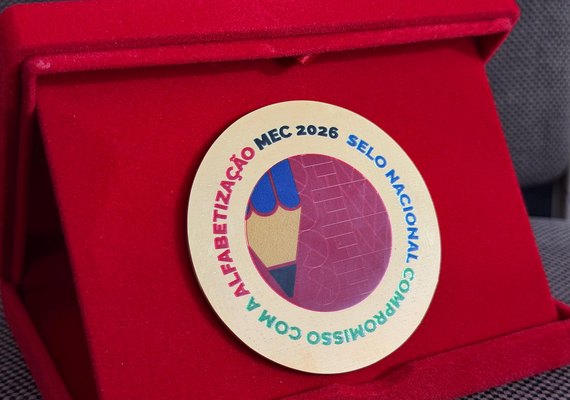 SELO NACIONAL COMPROMISSO COM A ALFABETIZAÇÃO
MEC 2026